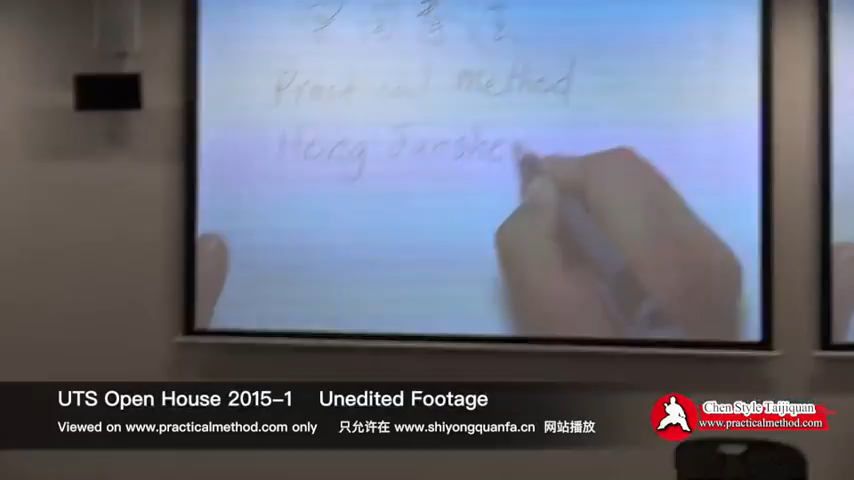 Practical method
Hong Junshe
UTS Open House 2015-1 Unedited Footage
Viewed on www.practicalmethod.com only 只允许在 www.shiyongquanfa.cn 网站播放
Chen Style Taijiquan
www.practicalmethod.com